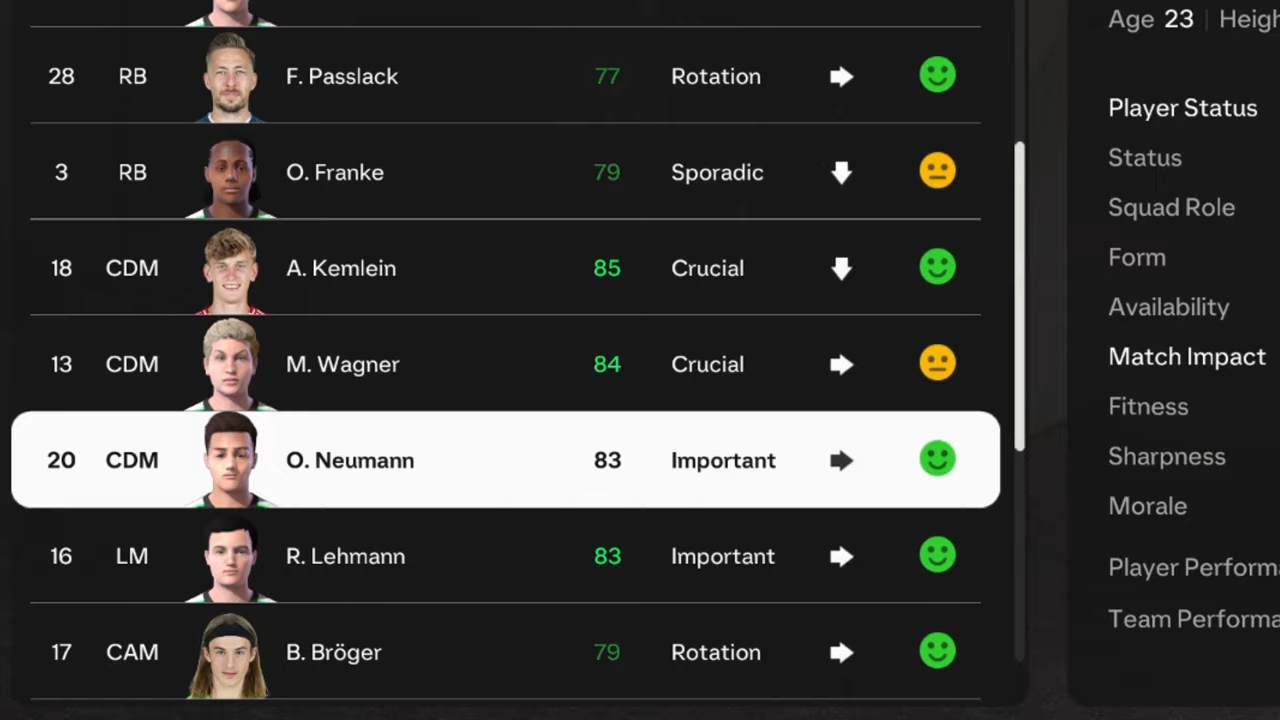 28 RB F. Passlack 77 Rotation
3 RB O. Franke 79 Sporadic
18 CDM A. Kemlein 85 Crucial
13 CDM M. Wagner 84 Crucial
20 CDM O. Neumann 83 Important
16 LM R. Lehmann 83 Important
17 CAM B. Bröger 79 Rotation
Age 23 Heigh
Player Status
Status
Squad Role
Form
Availability
Match Impact
Fitness
Sharpness
Morale
Player Performa
Team Performa